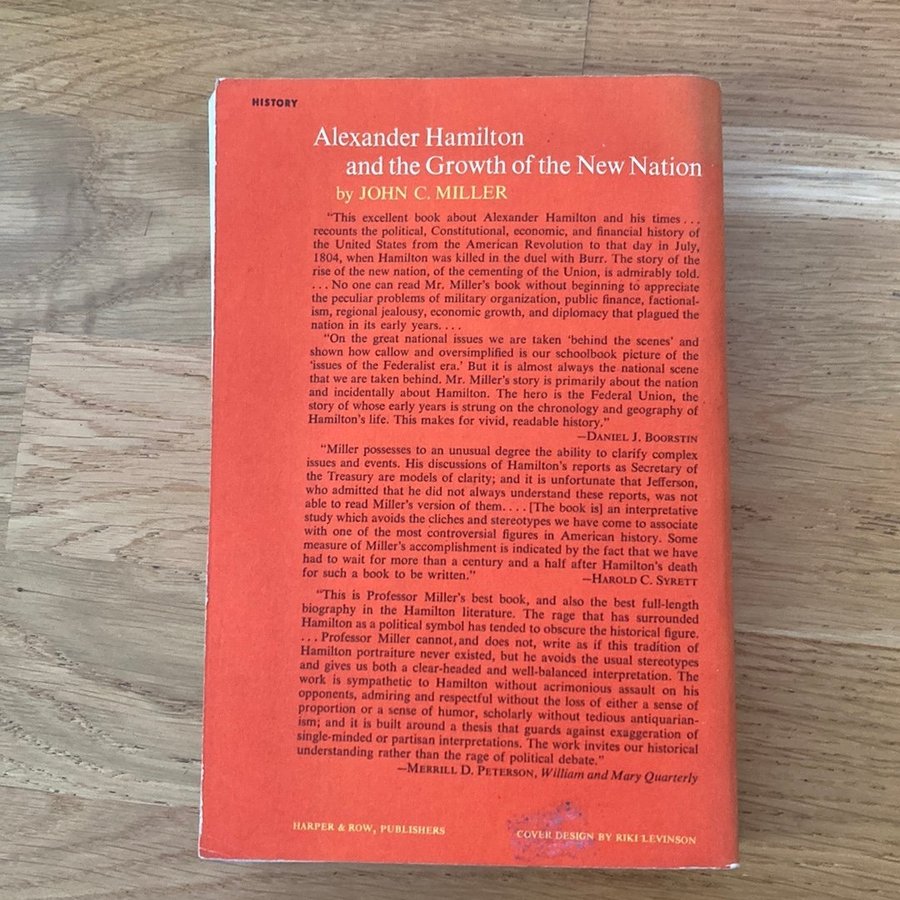 HISTORY
Alexander Hamilton
and the Growth of the New Nation
by JOHN C. MILLER
"This excellent book about Alexander Hamilton and his times . . .
recounts the political, Constitutional, economic, and financial history of
the United States from the American Revolution to that day in July,
1804, when Hamilton was killed in the duel with Burr. The story of the
rise of the new nation, of the cementing of the Union, is admirably told.
. . . No one can read Mr. Miller's book without beginning to appreciate
the peculiar problems of military organization, public finance, factional-
ism, regional jealousy, economic growth, and diplomacy that plagued the
nation in its early years. . . .
"On the great national issues we are taken 'behind the scenes' and
shown how callow and oversimplified is our schoolbook picture of the
'issues of the Federalist era.' But it is almost always the national scene
that we are taken behind. Mr. Miller's story is primarily about the nation
and incidentally about Hamilton. The hero is the Federal Union, the
story of whose early years is strung on the chronology and geography of
Hamilton's life. This makes for vivid, readable history."
—DANIEL J. BOORSTIN
"Miller possesses to an unusual degree the ability to clarify complex
issues and events. His discussions of Hamilton's reports as Secretary of
the Treasury are models of clarity; and it is unfortunate that Jefferson,
who admitted that he did not always understand these reports, was not
able to read Miller's version of them. . . . [The book is] an interpretative
study which avoids the cliches and stereotypes we have come to associate
with one of the most controversial figures in American history. Some
measure of Miller's accomplishment is indicated by the fact that we have
had to wait for more than a century and a half after Hamilton's death
for such a book to be written." —HAROLD C. SYRETT
"This is Professor Miller's best book, and also the best full-length
biography in the Hamilton literature. The rage that has surrounded
Hamilton as a political symbol has tended to obscure the historical figure.
. . . Professor Miller cannot, and does not, write as if this tradition of
Hamilton portraiture never existed, but he avoids the usual stereotypes
and gives us both a clear-headed and well-balanced interpretation. The
work is sympathetic to Hamilton without acrimonious assault on his
opponents, admiring and respectful without the loss of either a sense of
proportion or a sense of humor, scholarly without tedious antiquarian-
ism; and it is built around a thesis that guards against exaggeration of
single-minded or partisan interpretations. The work invites our historical
understanding rather than the rage of political debate."
—MERRILL D. PETERSON, William and Mary Quarterly
HARPER & ROW, PUBLISHERS
COVER DESIGN BY RIKI LEVINSON